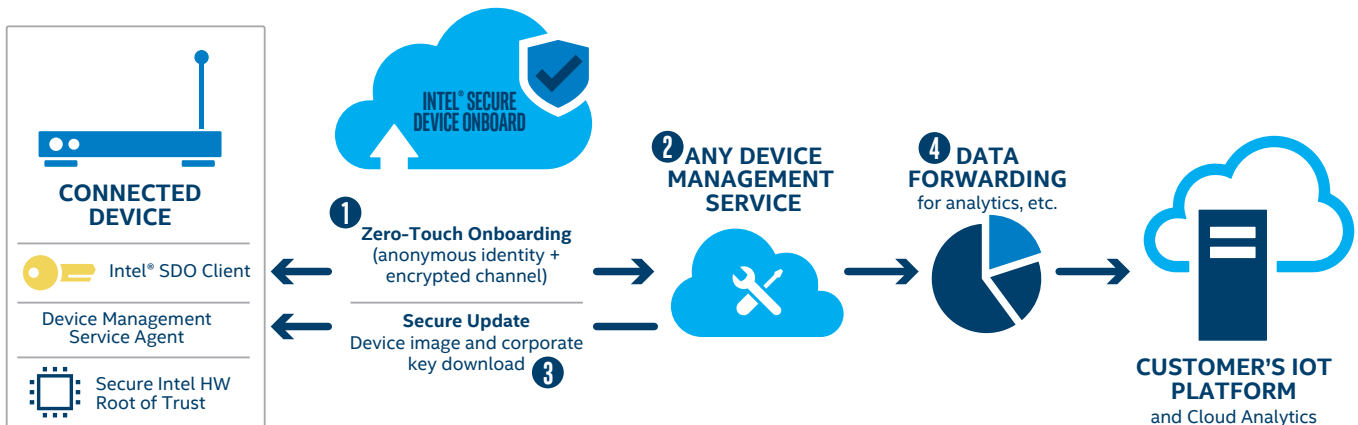 CONNECTED
DEVICE
Intel® SDO Client
Device Management
Service Agent
Secure Intel HW
Root of Trust
INTEL® SECURE
DEVICE ONBOARD
1
Zero-Touch Onboarding
(anonymous identity +
encrypted channel)
Secure Update
Device image and corporate
key download 3
2 ANY DEVICE
MANAGEMENT
SERVICE
4 DATA
FORWARDING
for analytics, etc.
CUSTOMER'S IOT
PLATFORM
and Cloud Analytics